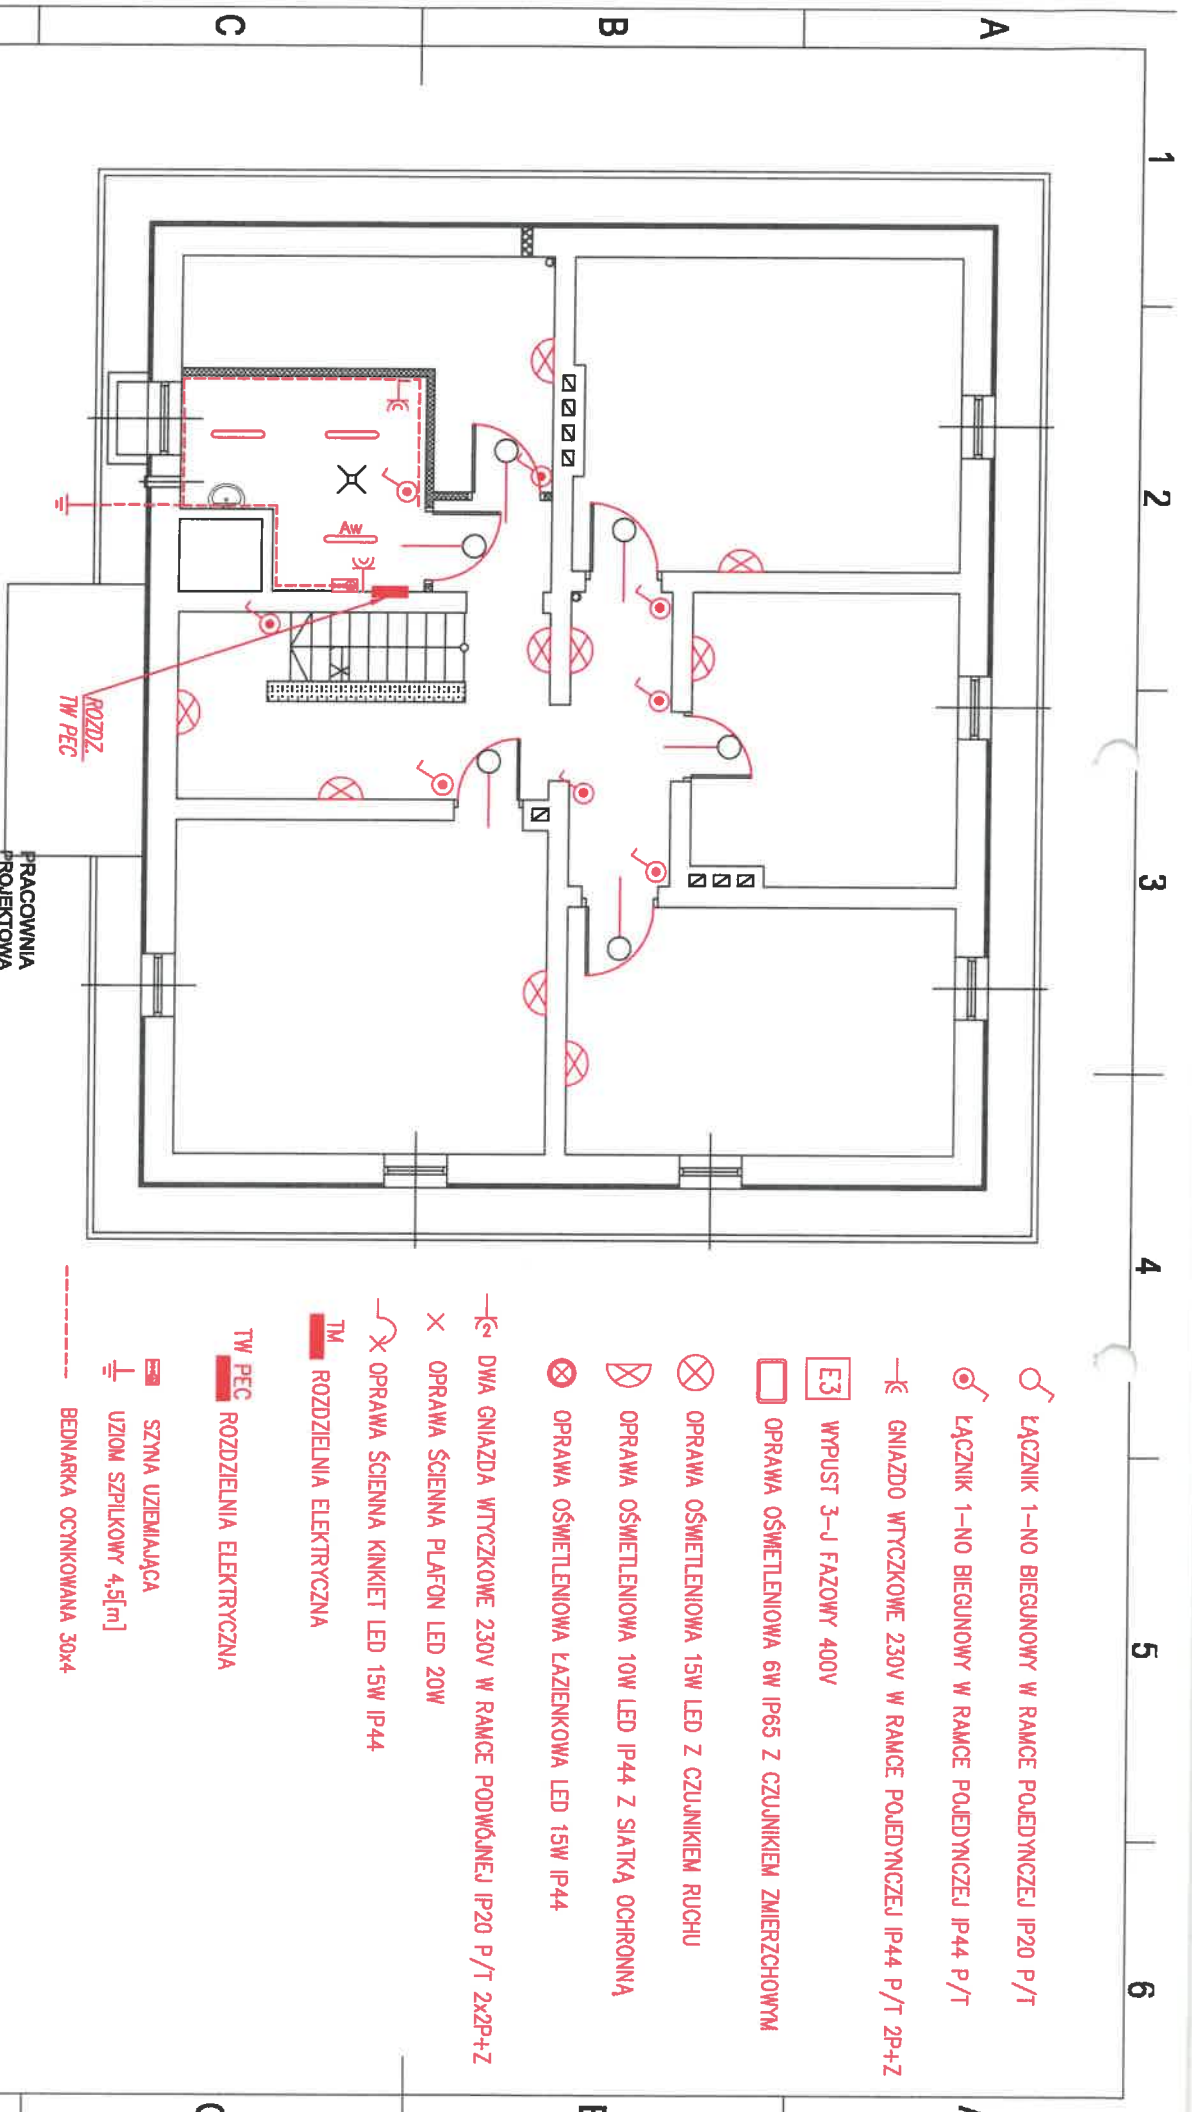 1
2
3
4
5
6
A
B
C
Aw
ROZDZ.
TW PEC
PRACOWNIA
PROJEKTOWA
ŁĄCZNIK 1-NO BIEGUNOWY W RAMCE POJEDYNCZEJ IP20 P/T
ŁĄCZNIK 1-NO BIEGUNOWY W RAMCE POJEDYNCZEJ IP44 P/T
GNIAZDO WTYCZKOWE 230V W RAMCE POJEDYNCZEJ IP44 P/T 2P+Z
E3 WYPUST 3-J FAZOWY 400V
OPRAWA OŚWIETLENIOWA 6W IP65 Z CZUJNIKIEM ZMIERZCHOWYM
OPRAWA OŚWIETLENIOWA 15W LED Z CZUJNIKIEM RUCHU
OPRAWA OŚWIETLENIOWA 10W LED IP44 Z SIATKĄ OCHRONNĄ
OPRAWA OŚWIETLENIOWA ŁAZIENKOWA LED 15W IP44
2 DWA GNIAZDA WTYCZKOWE 230V W RAMCE PODWÓJNEJ IP20 P/T 2x2P+Z
OPRAWA ŚCIENNA PLAFON LED 20W
OPRAWA ŚCIENNA KINKIET LED 15W IP44
TM
ROZDZIELNIA ELEKTRYCZNA
TW PEC
ROZDZIELNIA ELEKTRYCZNA
SZYNA UZIEMIAJĄCA
UZIOM SZPILKOWY 4,5[m]
BEDNARKA OCYNKOWANA 30x4